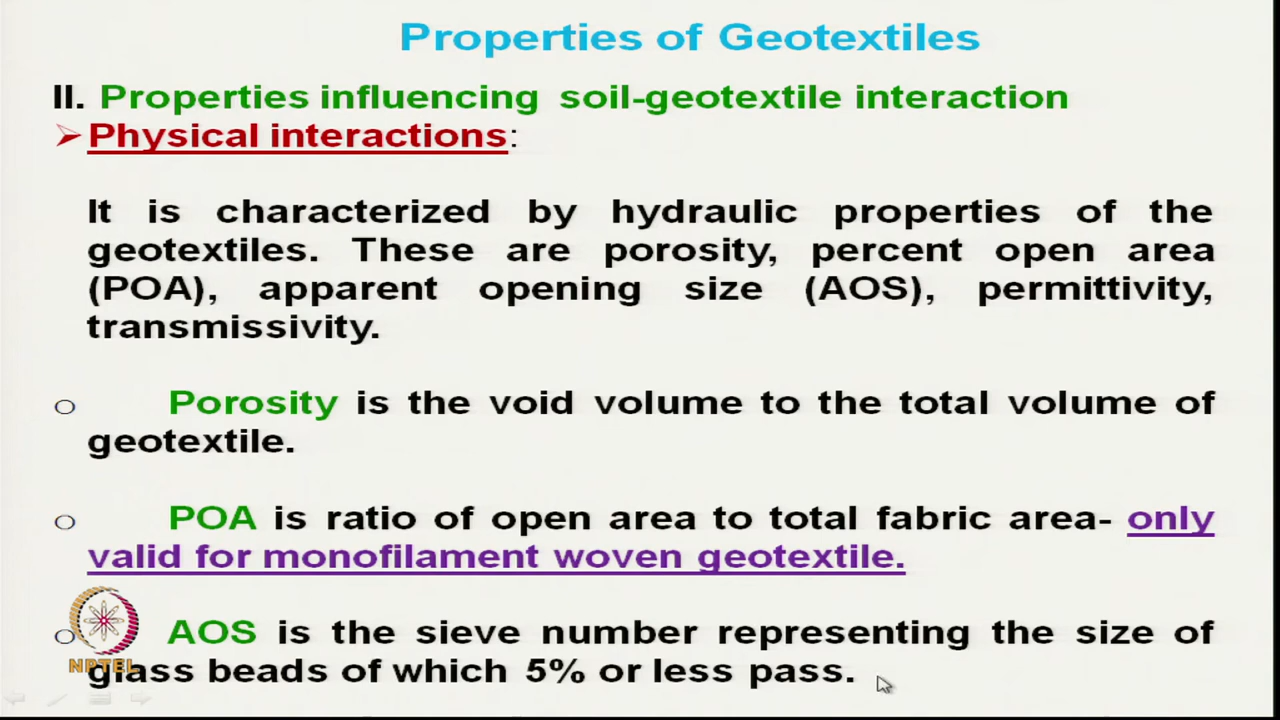 Properties of Geotextiles
II. Properties influencing soil-geotextile interaction
➢ Physical interactions:
It is characterized by hydraulic properties of the
geotextiles. These are porosity, percent open area
(POA), apparent opening size (AOS), permittivity,
transmissivity.
o Porosity is the void volume to the total volume of
geotextile.
o POA is ratio of open area to total fabric area- only
valid for monofilament woven geotextile.
o AOS is the sieve number representing the size of
glass beads of which 5% or less pass.
NPTEL